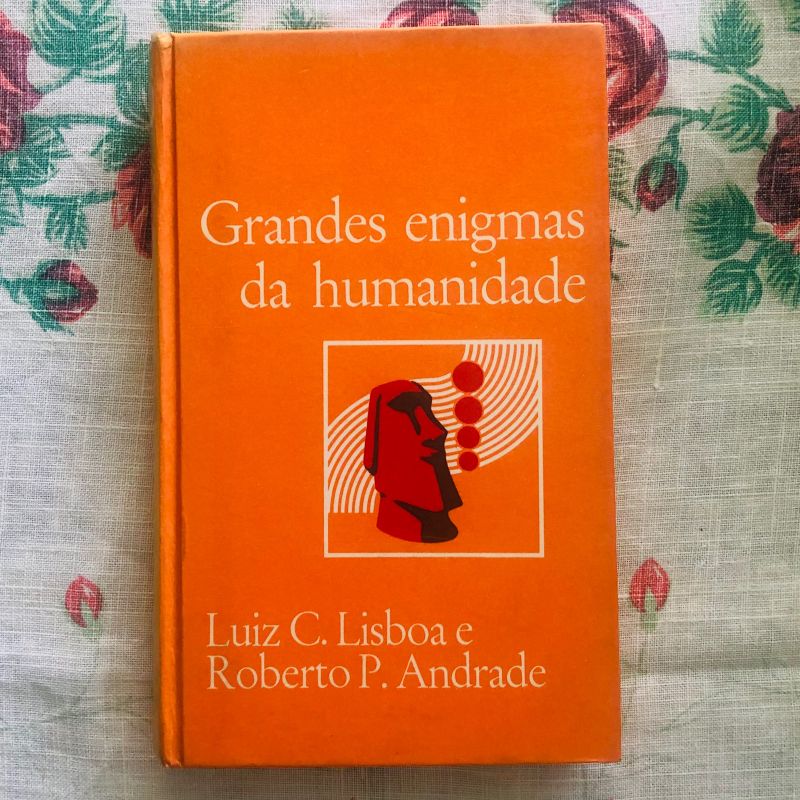 Grandes enigmas
da humanidade
Luiz C. Lisboa e
Roberto P. Andrade